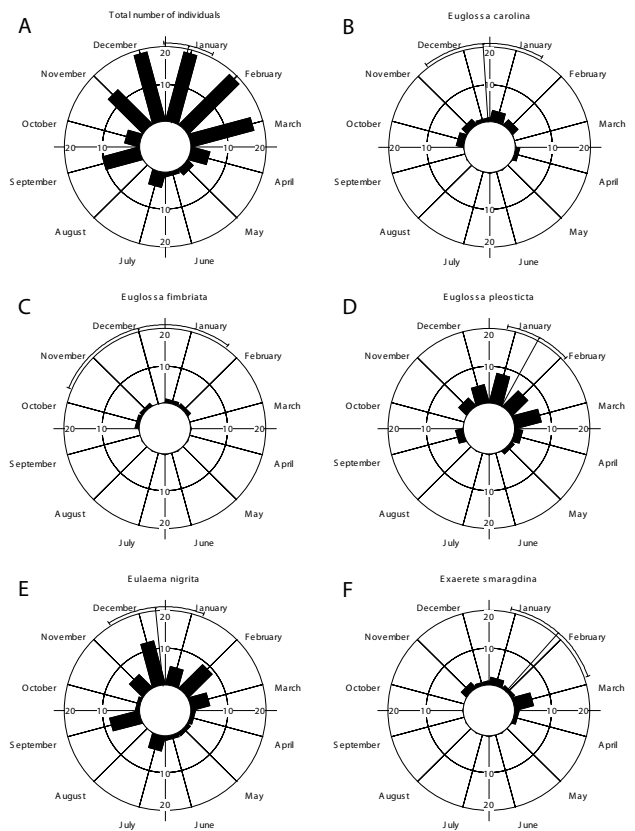 A
Total number of individuals
December
January
November
February
October
March
September
April
August
May
July
June
20
10
20
10
10
20
10
20
B
Euglossa carolina
December
January
November
February
October
March
September
April
August
May
July
June
20
10
20
10
10
20
10
20
C
Euglossa fimbriata
December
January
November
February
October
March
September
April
August
May
July
June
20
10
20
10
10
20
10
20
D
Euglossa pleosticta
December
January
November
February
October
March
September
April
August
May
July
June
20
10
20
10
10
20
10
20
E
Eulaema nigrita
December
January
November
February
October
March
September
April
August
May
July
June
20
10
20
10
10
20
10
20
F
Exaerete smaragdina
December
January
November
February
October
March
September
April
August
May
July
June
20
10
20
10
10
20
10
20